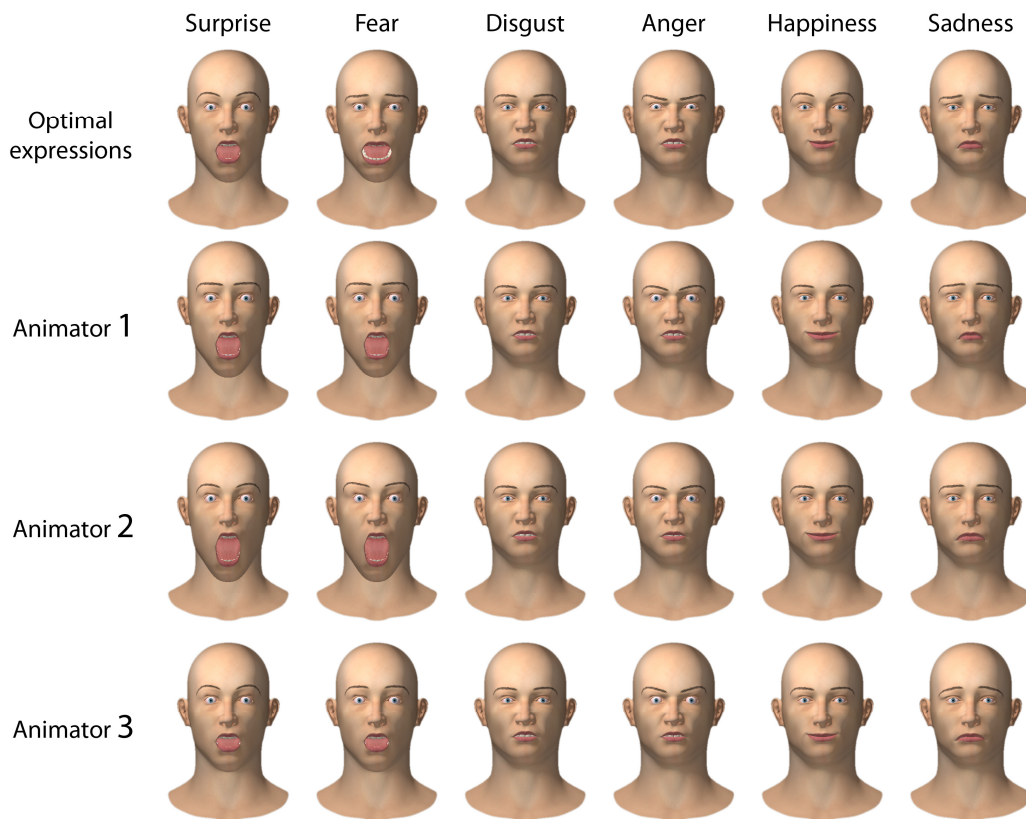 Surprise Fear Disgust Anger Happiness Sadness
Optimal
expressions
Animator 1
Animator 2
Animator 3